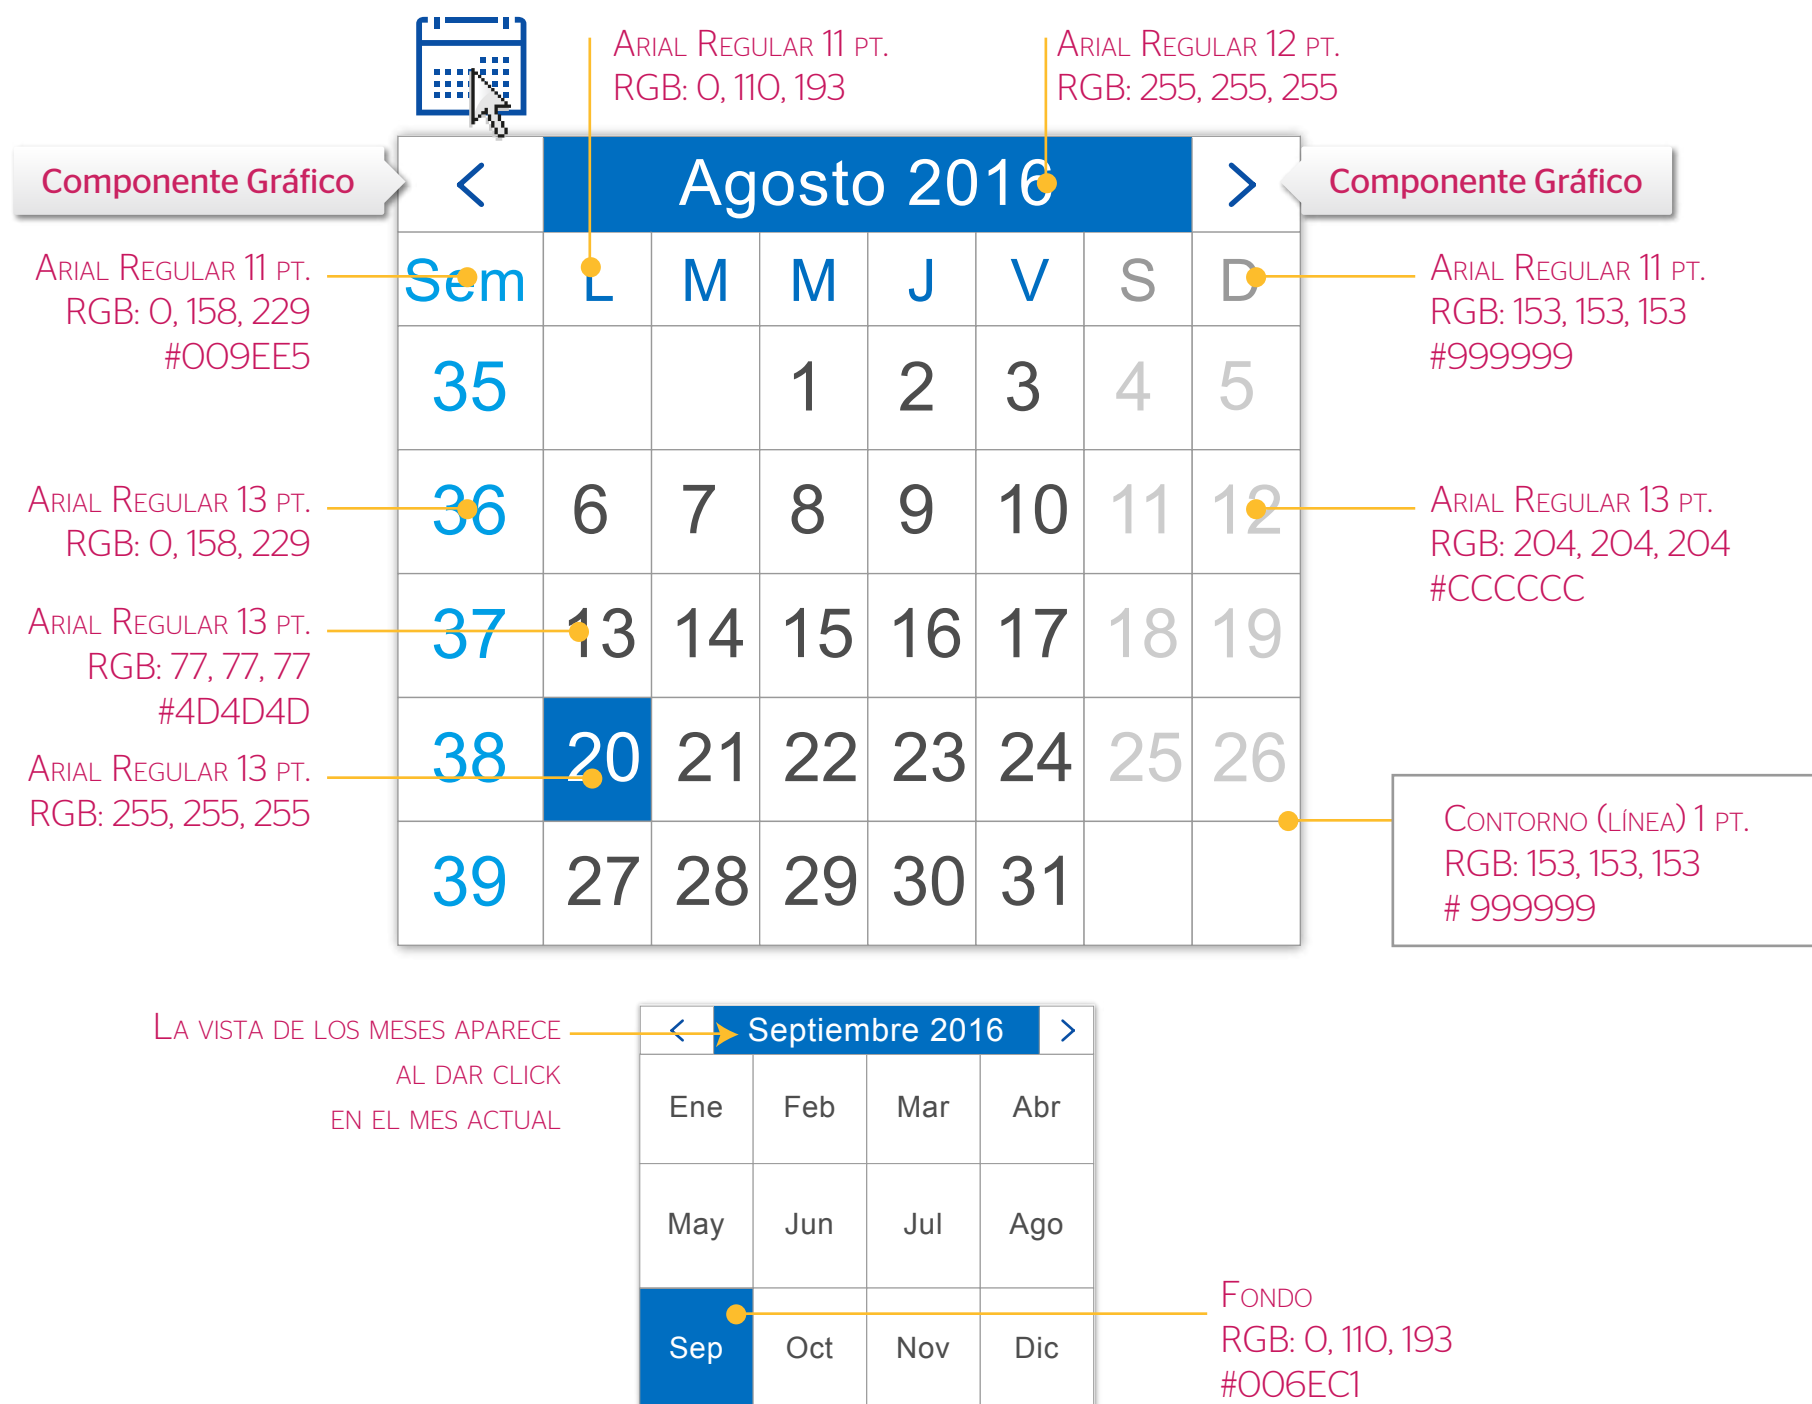 Arial Regular 11 pt.
RGB: 0, 110, 193
Arial Regular 12 pt.
RGB: 255, 255, 255
Componente Gráfico
< Agosto 2016 >
Componente Gráfico
Arial Regular 11 pt.
RGB: 0, 158, 229
#009EE5
Sem L M M J V S D
Arial Regular 11 pt.
RGB: 153, 153, 153
#999999
35 1 2 3 4 5
Arial Regular 13 pt.
RGB: 0, 158, 229
36 6 7 8 9 10 11 12
Arial Regular 13 pt.
RGB: 204, 204, 204
#CCCCCC
Arial Regular 13 pt.
RGB: 77, 77, 77
#4D4D4D
37 13 14 15 16 17 18 19
Arial Regular 13 pt.
RGB: 255, 255, 255
38 20 21 22 23 24 25 26
Contorno (línea) 1 pt.
RGB: 153, 153, 153
# 999999
39 27 28 29 30 31
La vista de los meses aparece
al dar click
en el mes actual
< Septiembre 2016 >
Ene Feb Mar Abr
May Jun Jul Ago
Sep Oct Nov Dic
Fondo
RGB: 0, 110, 193
#006EC1